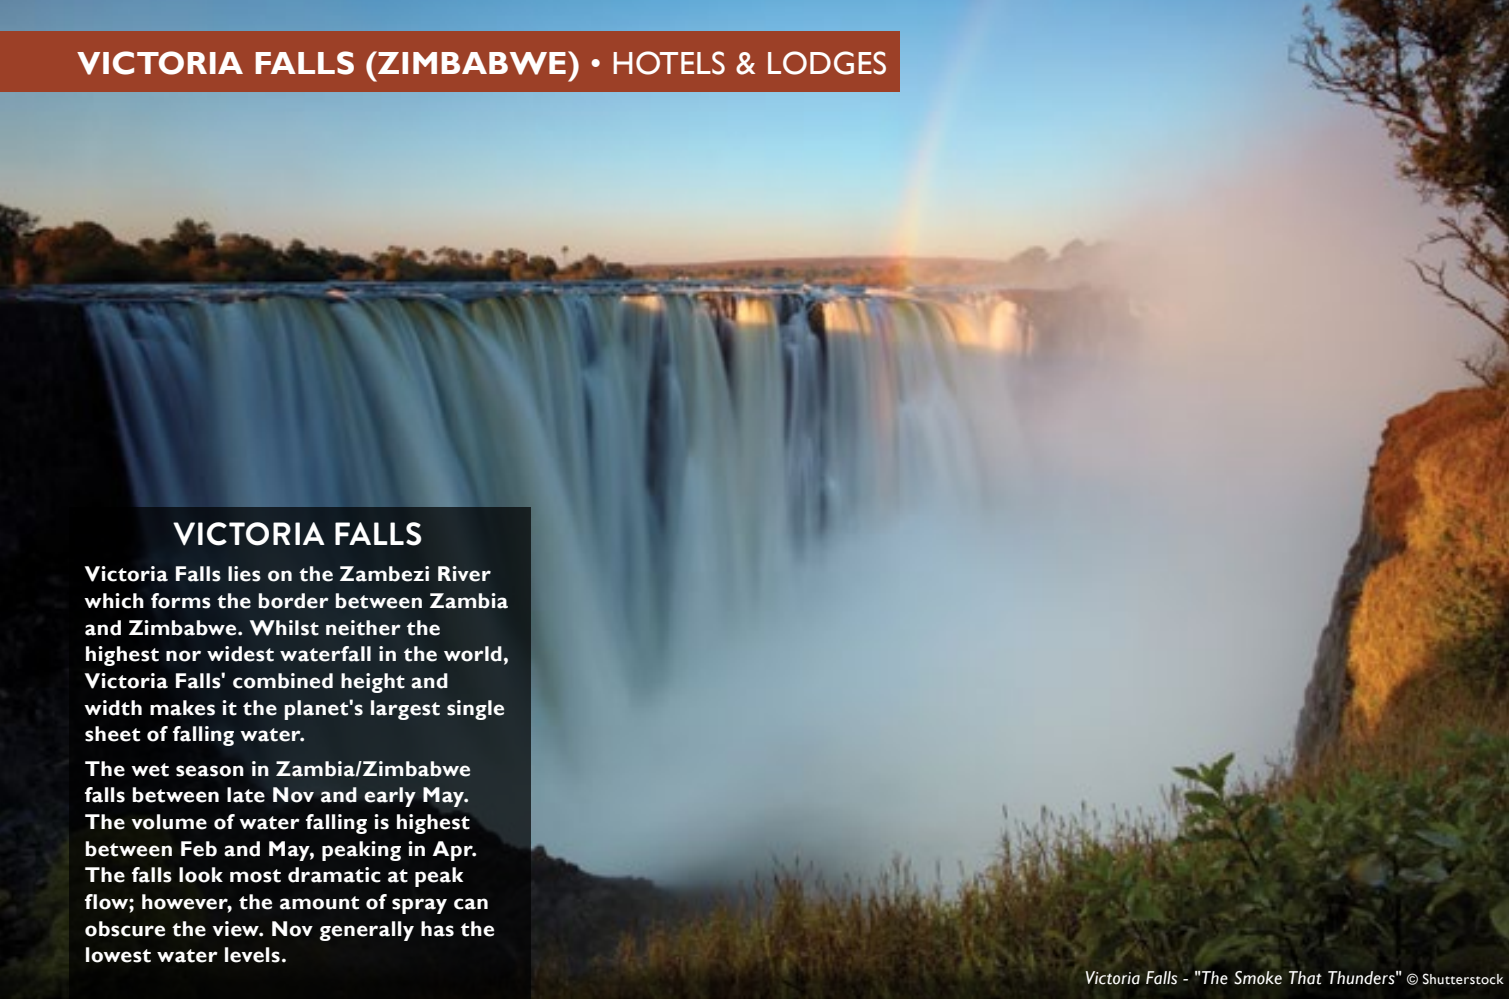 VICTORIA FALLS (ZIMBABWE) • HOTELS & LODGES
VICTORIA FALLS
Victoria Falls lies on the Zambezi River
which forms the border between Zambia
and Zimbabwe. Whilst neither the
highest nor widest waterfall in the world,
Victoria Falls' combined height and
width makes it the planet's largest single
sheet of falling water.
The wet season in Zambia/Zimbabwe
falls between late Nov and early May.
The volume of water falling is highest
between Feb and May, peaking in Apr.
The falls look most dramatic at peak
flow; however, the amount of spray can
obscure the view. Nov generally has the
lowest water levels.
Victoria Falls - "The Smoke That Thunders" © Shutterstock